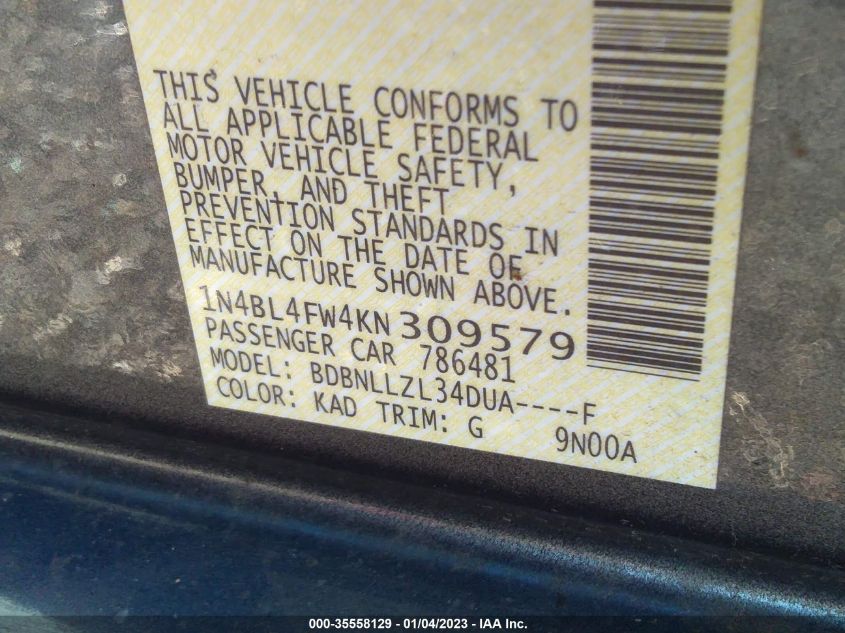 THIS VEHICLE CONFORMS TO
ALL APPLICABLE FEDERAL
MOTOR VEHICLE SAFETY,
BUMPER, AND THEFT
PREVENTION STANDARDS IN
EFFECT ON THE DATE OF
MANUFACTURE SHOWN ABOVE.
1N4BL4FW4KN309579
PASSENGER CAR 786481
MODEL: BDBNLLZL34DUA----F
COLOR: KAD TRIM: G 9N00A
000-35558129 - 01/04/2023 - IAA Inc.